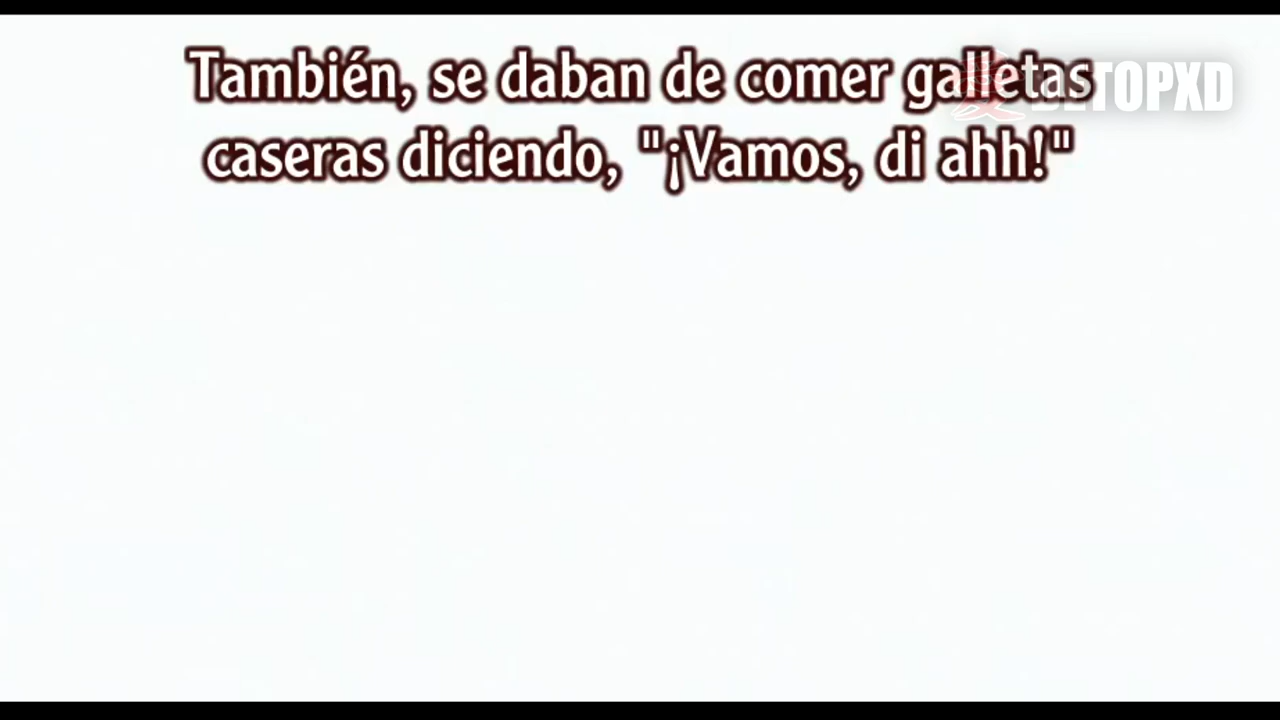 También, se daban de comer galletas
caseras diciendo, "¡Vamos, di ahh!"